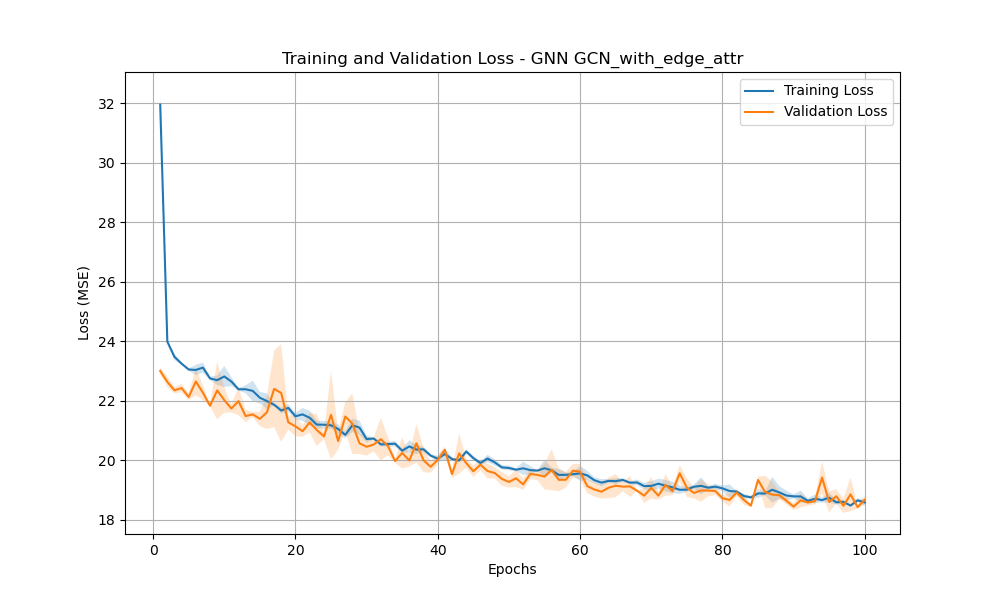 Training and Validation Loss - GNN GCN_with_edge_attr
Training Loss
Validation Loss
Loss (MSE)
32
30
28
26
24
22
20
18
0 20 40 60 80 100
Epochs